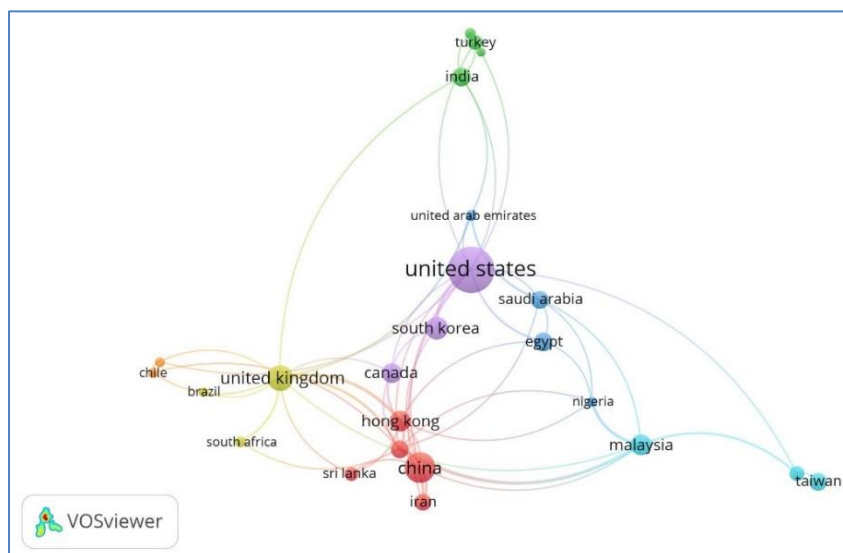 turkey
india
united arab emirates
united states
saudi arabia
south korea
egypt
chile
united kingdom
canada
brazil
nigeria
hong kong
south africa
malaysia
sri lanka
china
taiwan
iran
VOSviewer